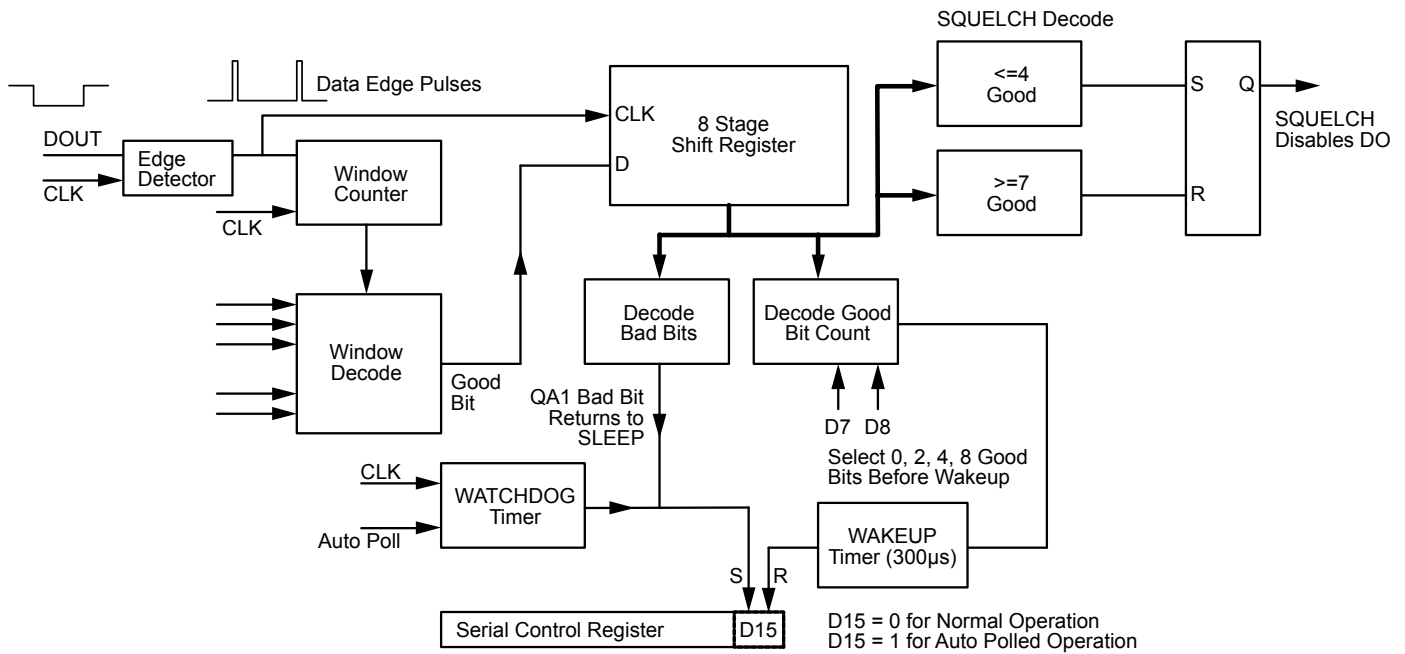 SQUELCH Decode
<=4
Good
S
Q
SQUELCH
Disables DO
>=7
Good
R
Data Edge Pulses
CLK
D
8 Stage
Shift Register
DOUT
CLK
Edge
Detector
Window
Counter
CLK
Window
Decode
Good
Bit
Decode
Bad Bits
Decode Good
Bit Count
QA1 Bad Bit
Returns to
SLEEP
D7
D8
Select 0, 2, 4, 8 Good
Bits Before Wakeup
CLK
Auto Poll
WATCHDOG
Timer
WAKEUP
Timer (300µs)
S
R
Serial Control Register
D15
D15 = 0 for Normal Operation
D15 = 1 for Auto Polled Operation